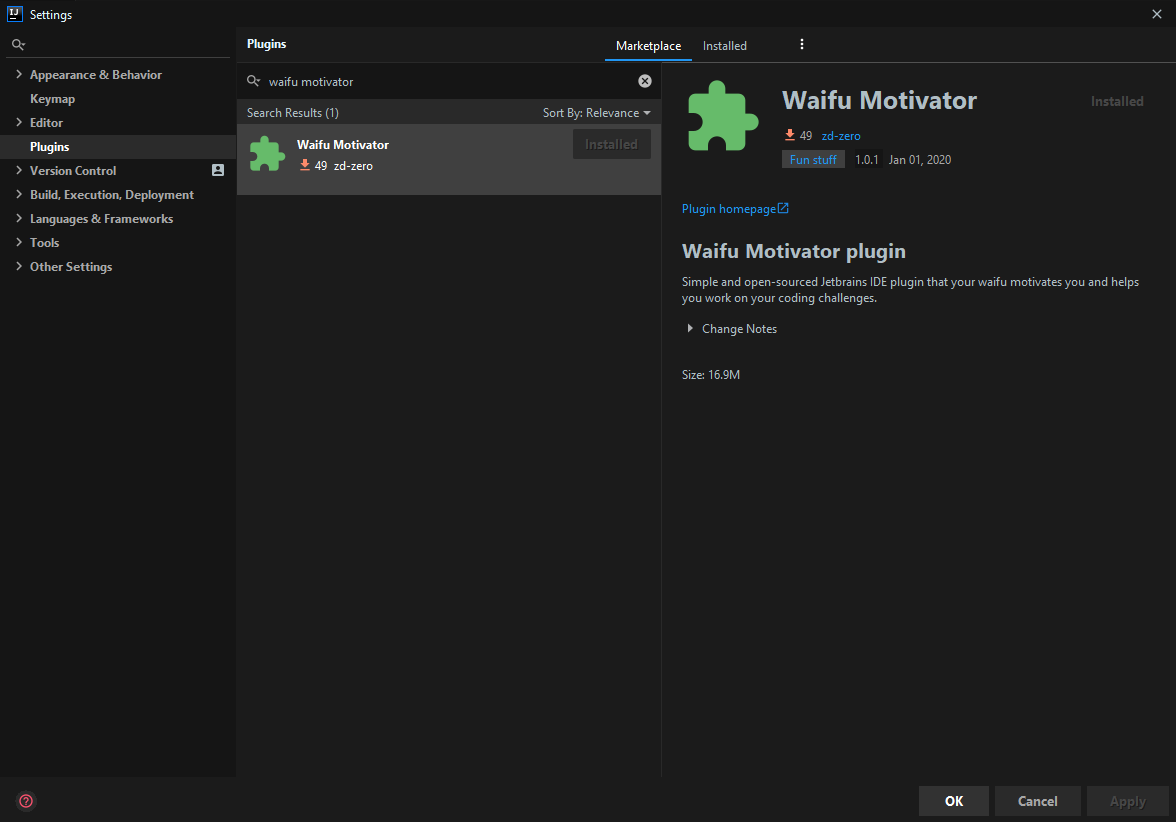 IJ
Settings
Appearance & Behavior
Keymap
Editor
Plugins
Version Control
Build, Execution, Deployment
Languages & Frameworks
Tools
Other Settings
Plugins
Marketplace Installed
waifu motivator
Search Results (1) Sort By: Relevance
Waifu Motivator Installed
49 zd-zero
Waifu Motivator Installed
49 zd-zero
Fun stuff 1.0.1 Jan 01, 2020
Plugin homepage
Waifu Motivator plugin
Simple and open-sourced Jetbrains IDE plugin that your waifu motivates you and helps
you work on your coding challenges.
Change Notes
Size: 16.9M
?
OK Cancel Apply